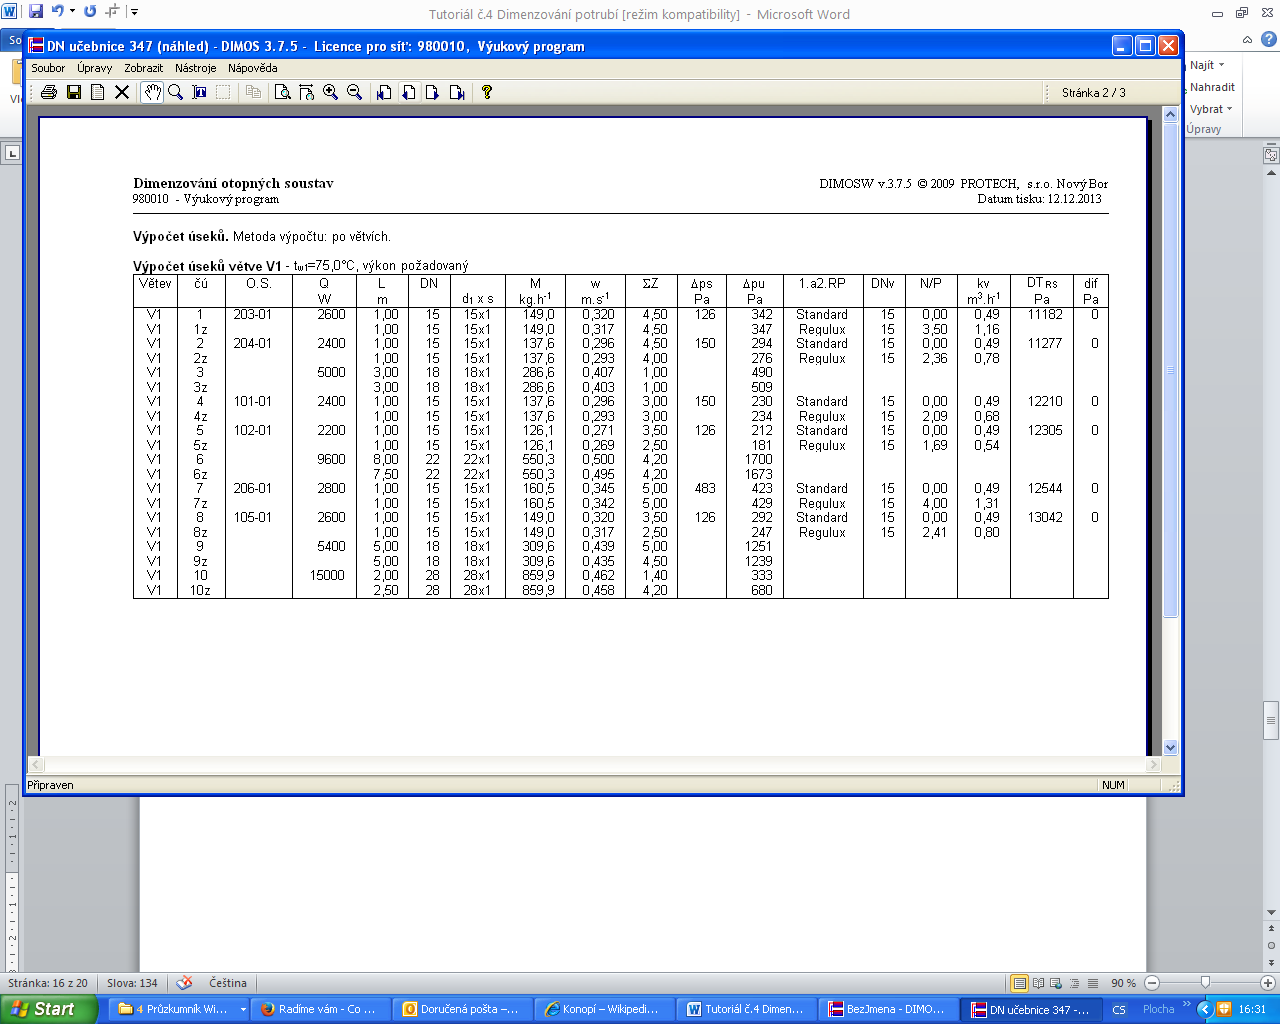 Tutoriál č.4 Dimenzování potrubí [režim kompatibility] - Microsoft Word
DN učebnice 347 (náhled) - DIMOS 3.7.5 - Licence pro síť: 980010, Výukový program
Soubor Úpravy Zobrazit Nástroje Nápověda
Stránka 2 / 3
Najít
Nahradit
Vybrat
Úpravy
Dimenzování otopných soustav DIMOSW v.3.7.5 © 2009 PROTECH, s.r.o. Nový Bor
980010 - Výukový program Datum tisku: 12.12.2013
Výpočet úseků. Metoda výpočtu: po větvích.
Výpočet úseků větve V1 - tw1=75,0°C, výkon požadovaný
Větev čú O.S. Q L DN M w ΣZ Δps Δpu 1.a2.RP DNv N/P kv DTRS dif
W m d1 x s kg.h-1 m.s-1 Pa Pa m3.h-1 Pa Pa
V1 1 203-01 2600 1,00 15 15x1 149,0 0,320 4,50 126 342 Standard 15 0,00 0,49 11182 0
V1 1z 1,00 15 15x1 149,0 0,317 4,50 347 Regulux 15 3,50 1,16
V1 2 204-01 2400 1,00 15 15x1 137,6 0,296 4,50 150 294 Standard 15 0,00 0,49 11277 0
V1 2z 1,00 15 15x1 137,6 0,293 4,00 276 Regulux 15 2,36 0,78
V1 3 5000 3,00 18 18x1 286,6 0,407 1,00 490
V1 3z 3,00 18 18x1 286,6 0,403 1,00 509
V1 4 101-01 2400 1,00 15 15x1 137,6 0,296 3,00 150 230 Standard 15 0,00 0,49 12210 0
V1 4z 1,00 15 15x1 137,6 0,293 3,00 234 Regulux 15 2,09 0,68
V1 5 102-01 2200 1,00 15 15x1 126,1 0,271 3,50 126 212 Standard 15 0,00 0,49 12305 0
V1 5z 1,00 15 15x1 126,1 0,269 2,50 181 Regulux 15 1,69 0,54
V1 6 9600 8,00 22 22x1 550,3 0,500 4,20 1700
V1 6z 7,50 22 22x1 550,3 0,495 4,20 1673
V1 7 206-01 2800 1,00 15 15x1 160,5 0,345 5,00 483 423 Standard 15 0,00 0,49 12544 0
V1 7z 1,00 15 15x1 160,5 0,342 5,00 429 Regulux 15 4,00 1,31
V1 8 105-01 2600 1,00 15 15x1 149,0 0,320 3,50 126 292 Standard 15 0,00 0,49 13042 0
V1 8z 1,00 15 15x1 149,0 0,317 2,50 247 Regulux 15 2,41 0,80
V1 9 5400 5,00 18 18x1 309,6 0,439 5,00 1251
V1 9z 5,00 18 18x1 309,6 0,435 4,50 1239
V1 10 15000 2,00 28 28x1 859,9 0,462 1,40 333
V1 10z 2,50 28 28x1 859,9 0,458 4,20 680
Připraven NUM
Stránka: 16 z 20 Slova: 134 Čeština 90 %
Start 4 Průzkumník Wi... Radíme vám - Co ... Doručená pošta –... Konopí – Wikipedi... Tutoriál č.4 Dimen... BezJmena - DIMO... DN učebnice 347 -... CS Plocha 16:31